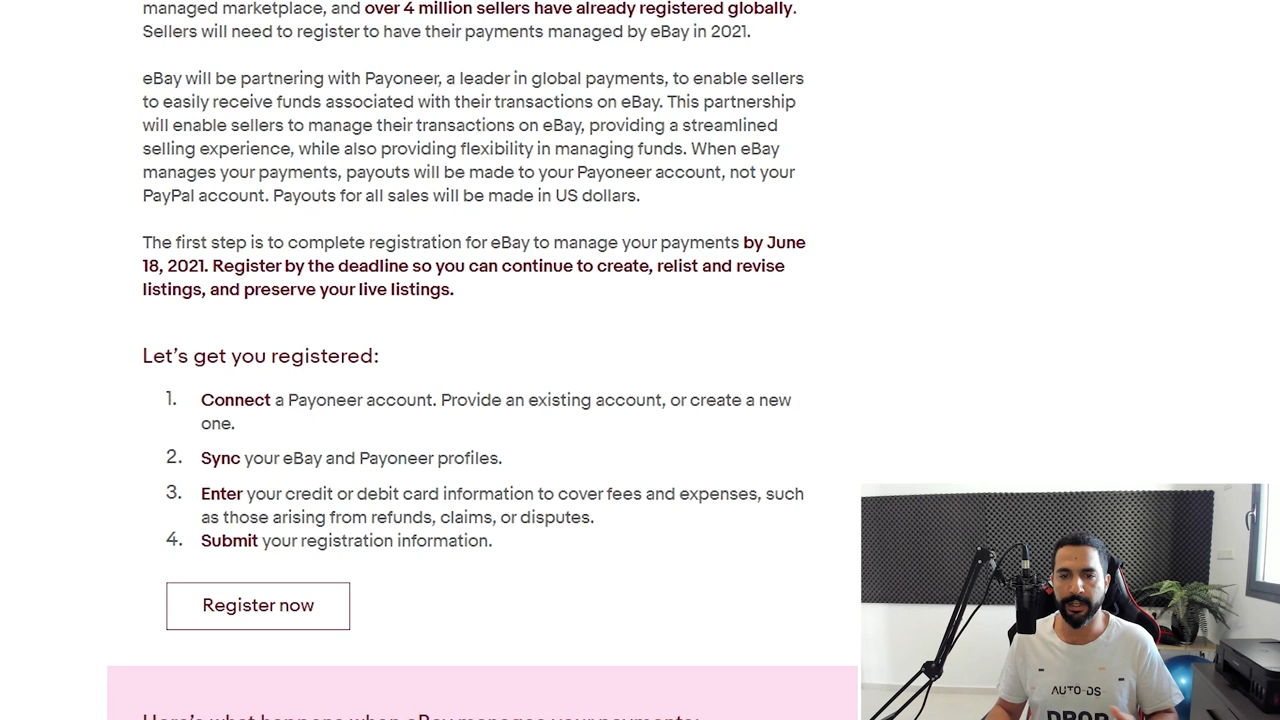 managed marketplace, and over 4 million sellers have already registered globally.
Sellers will need to register to have their payments managed by eBay in 2021.
eBay will be partnering with Payoneer, a leader in global payments, to enable sellers
to easily receive funds associated with their transactions on eBay. This partnership
will enable sellers to manage their transactions on eBay, providing a streamlined
selling experience, while also providing flexibility in managing funds. When eBay
manages your payments, payouts will be made to your Payoneer account, not your
PayPal account. Payouts for all sales will be made in US dollars.
The first step is to complete registration for eBay to manage your payments by June
18, 2021. Register by the deadline so you can continue to create, relist and revise
listings, and preserve your live listings.
Let’s get you registered:
1. Connect a Payoneer account. Provide an existing account, or create a new
one.
2. Sync your eBay and Payoneer profiles.
3. Enter your credit or debit card information to cover fees and expenses, such
as those arising from refunds, claims, or disputes.
4. Submit your registration information.
Register now
Here’s what happens when eBay manages your payments:
AUTO-DS
DROP